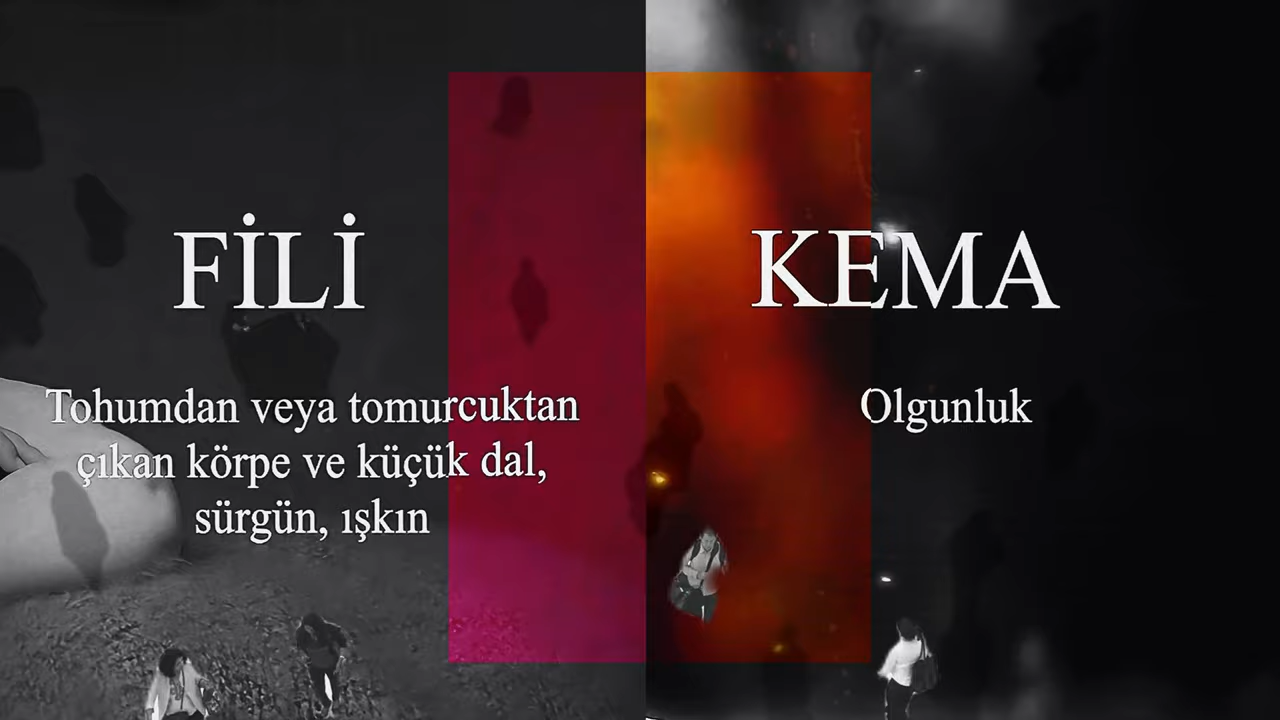 FİLİ
Tohumdan veya tomurcuktan
çıkan körpe ve küçük dal,
sürgün, ışkın
KEMA
Olgunluk